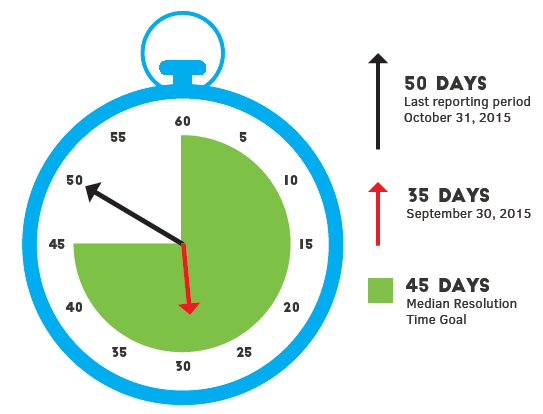 60
5
10
15
20
25
30
35
40
45
50
55
50 DAYS
Last reporting period
October 31, 2015
35 DAYS
September 30, 2015
45 DAYS
Median Resolution
Time Goal